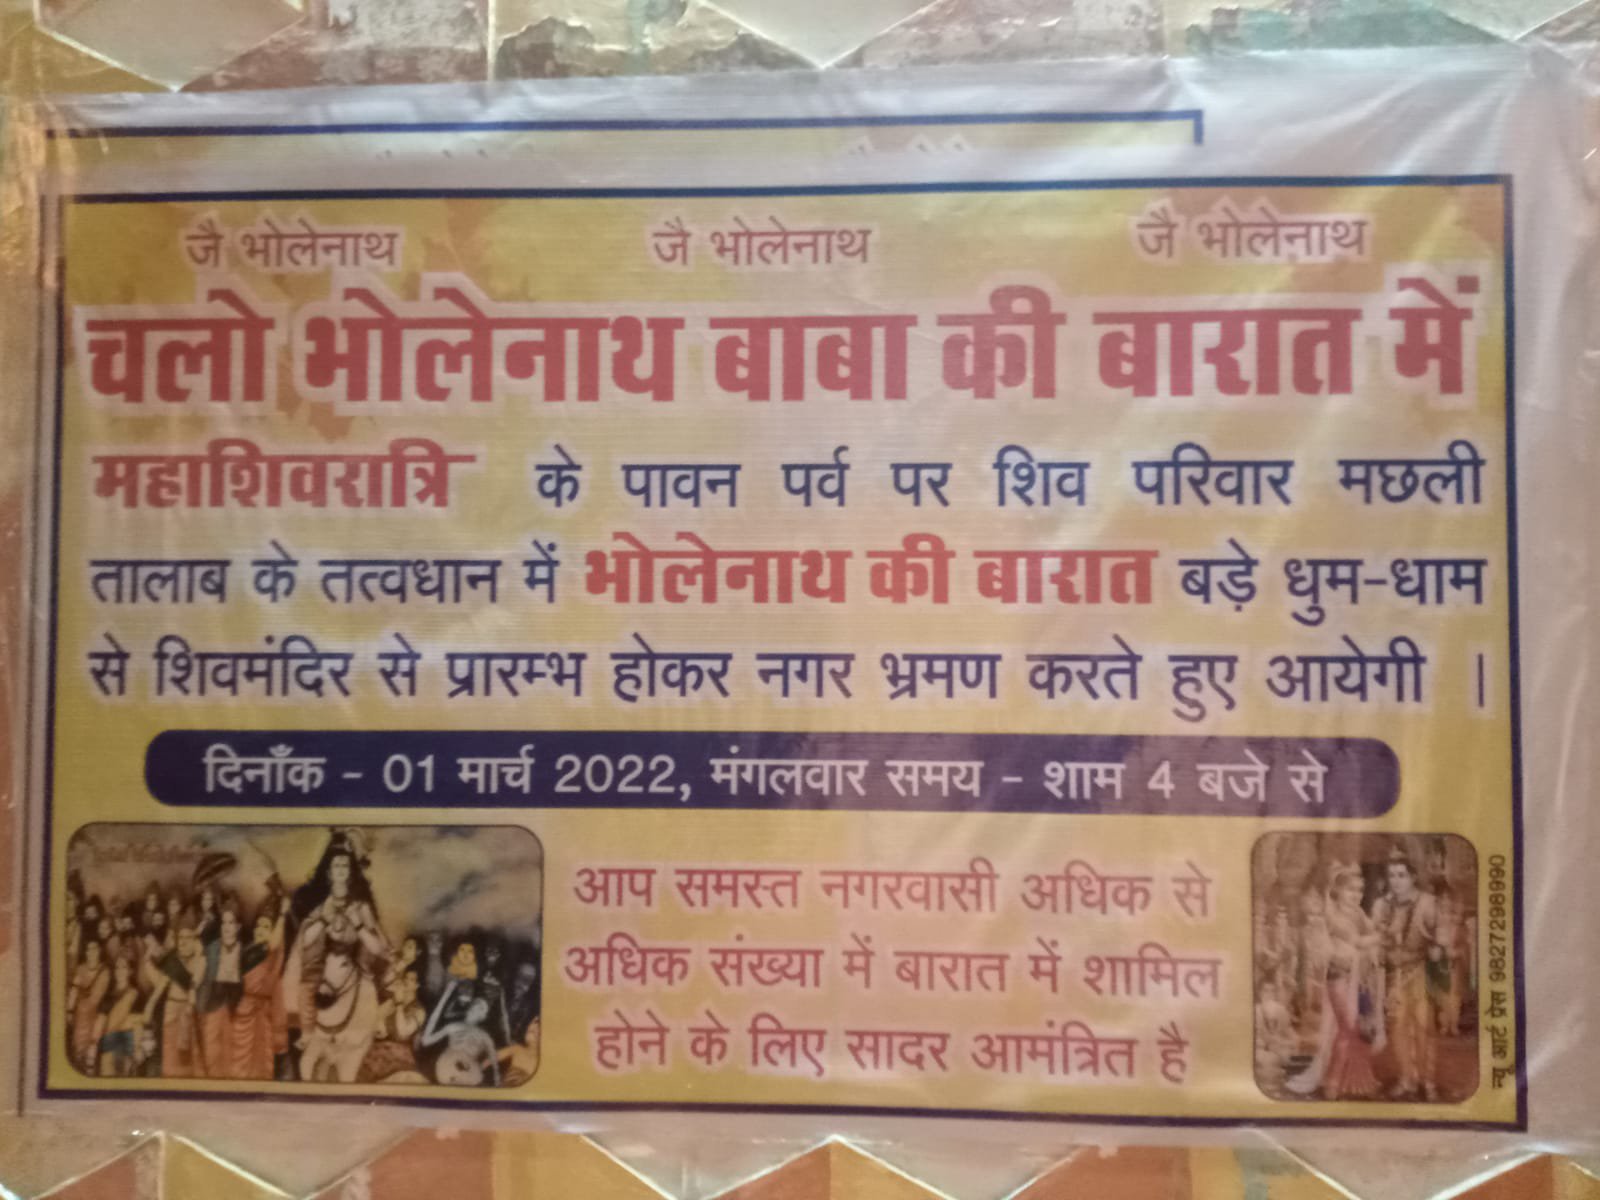 जै भोलेनाथ जै भोलेनाथ जै भोलेनाथ
चलो भोलेनाथ बाबा की बारात में
महाशिवरात्रि के पावन पर्व पर शिव परिवार मछली
तालाब के तत्वधान में भोलेनाथ की बारात बड़े धुम-धाम
से शिवमंदिर से प्रारम्भ होकर नगर भ्रमण करते हुए आयेगी ।
दिनाँक - 01 मार्च 2022, मंगलवार समय - शाम 4 बजे से
आप समस्त नगरवासी अधिक से
अधिक संख्या में बारात में शामिल
होने के लिए सादर आमंत्रित है
न्यू आर्ट प्रेस 9827298990